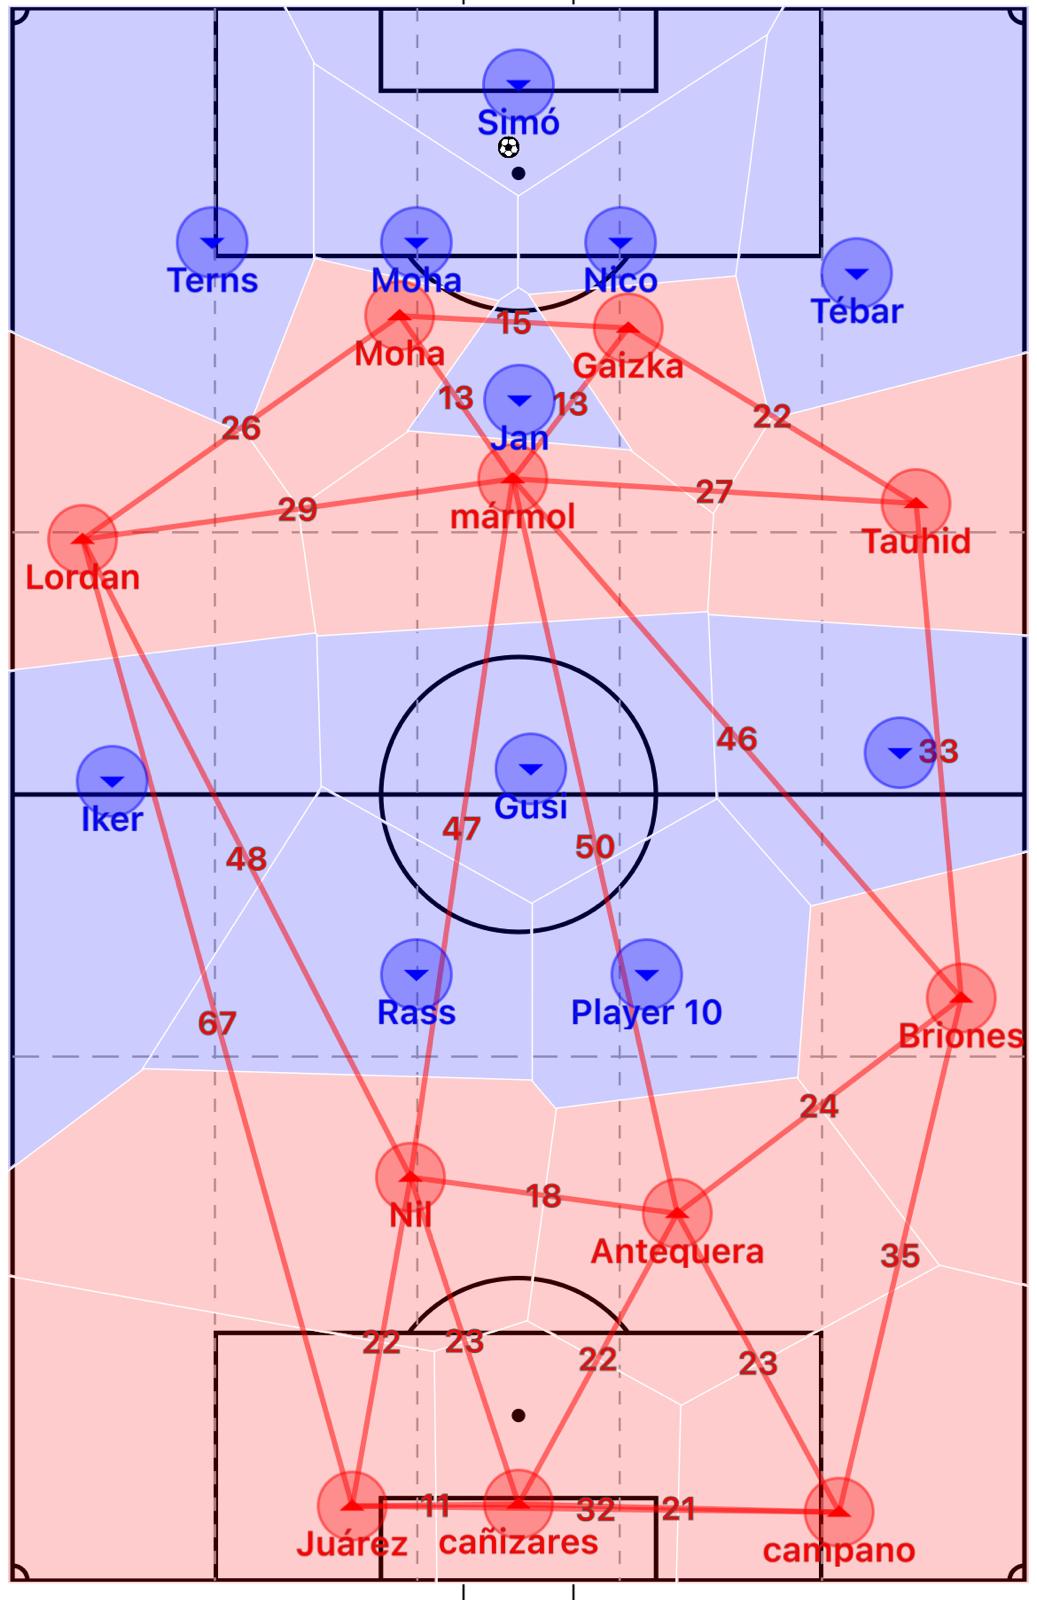 Simó
Terns
Moha
Nico
Tébar
15
Moha
Gaizka
13
13
Jan
22
26
27
29
mármol
Tauhid
Lordan
46
33
Iker
Gusi
47
50
48
Rass
Player 10
67
Briones
24
18
Nil
Antequera
35
22
23
22
23
11
32
21
Juárez
cañizares
campano